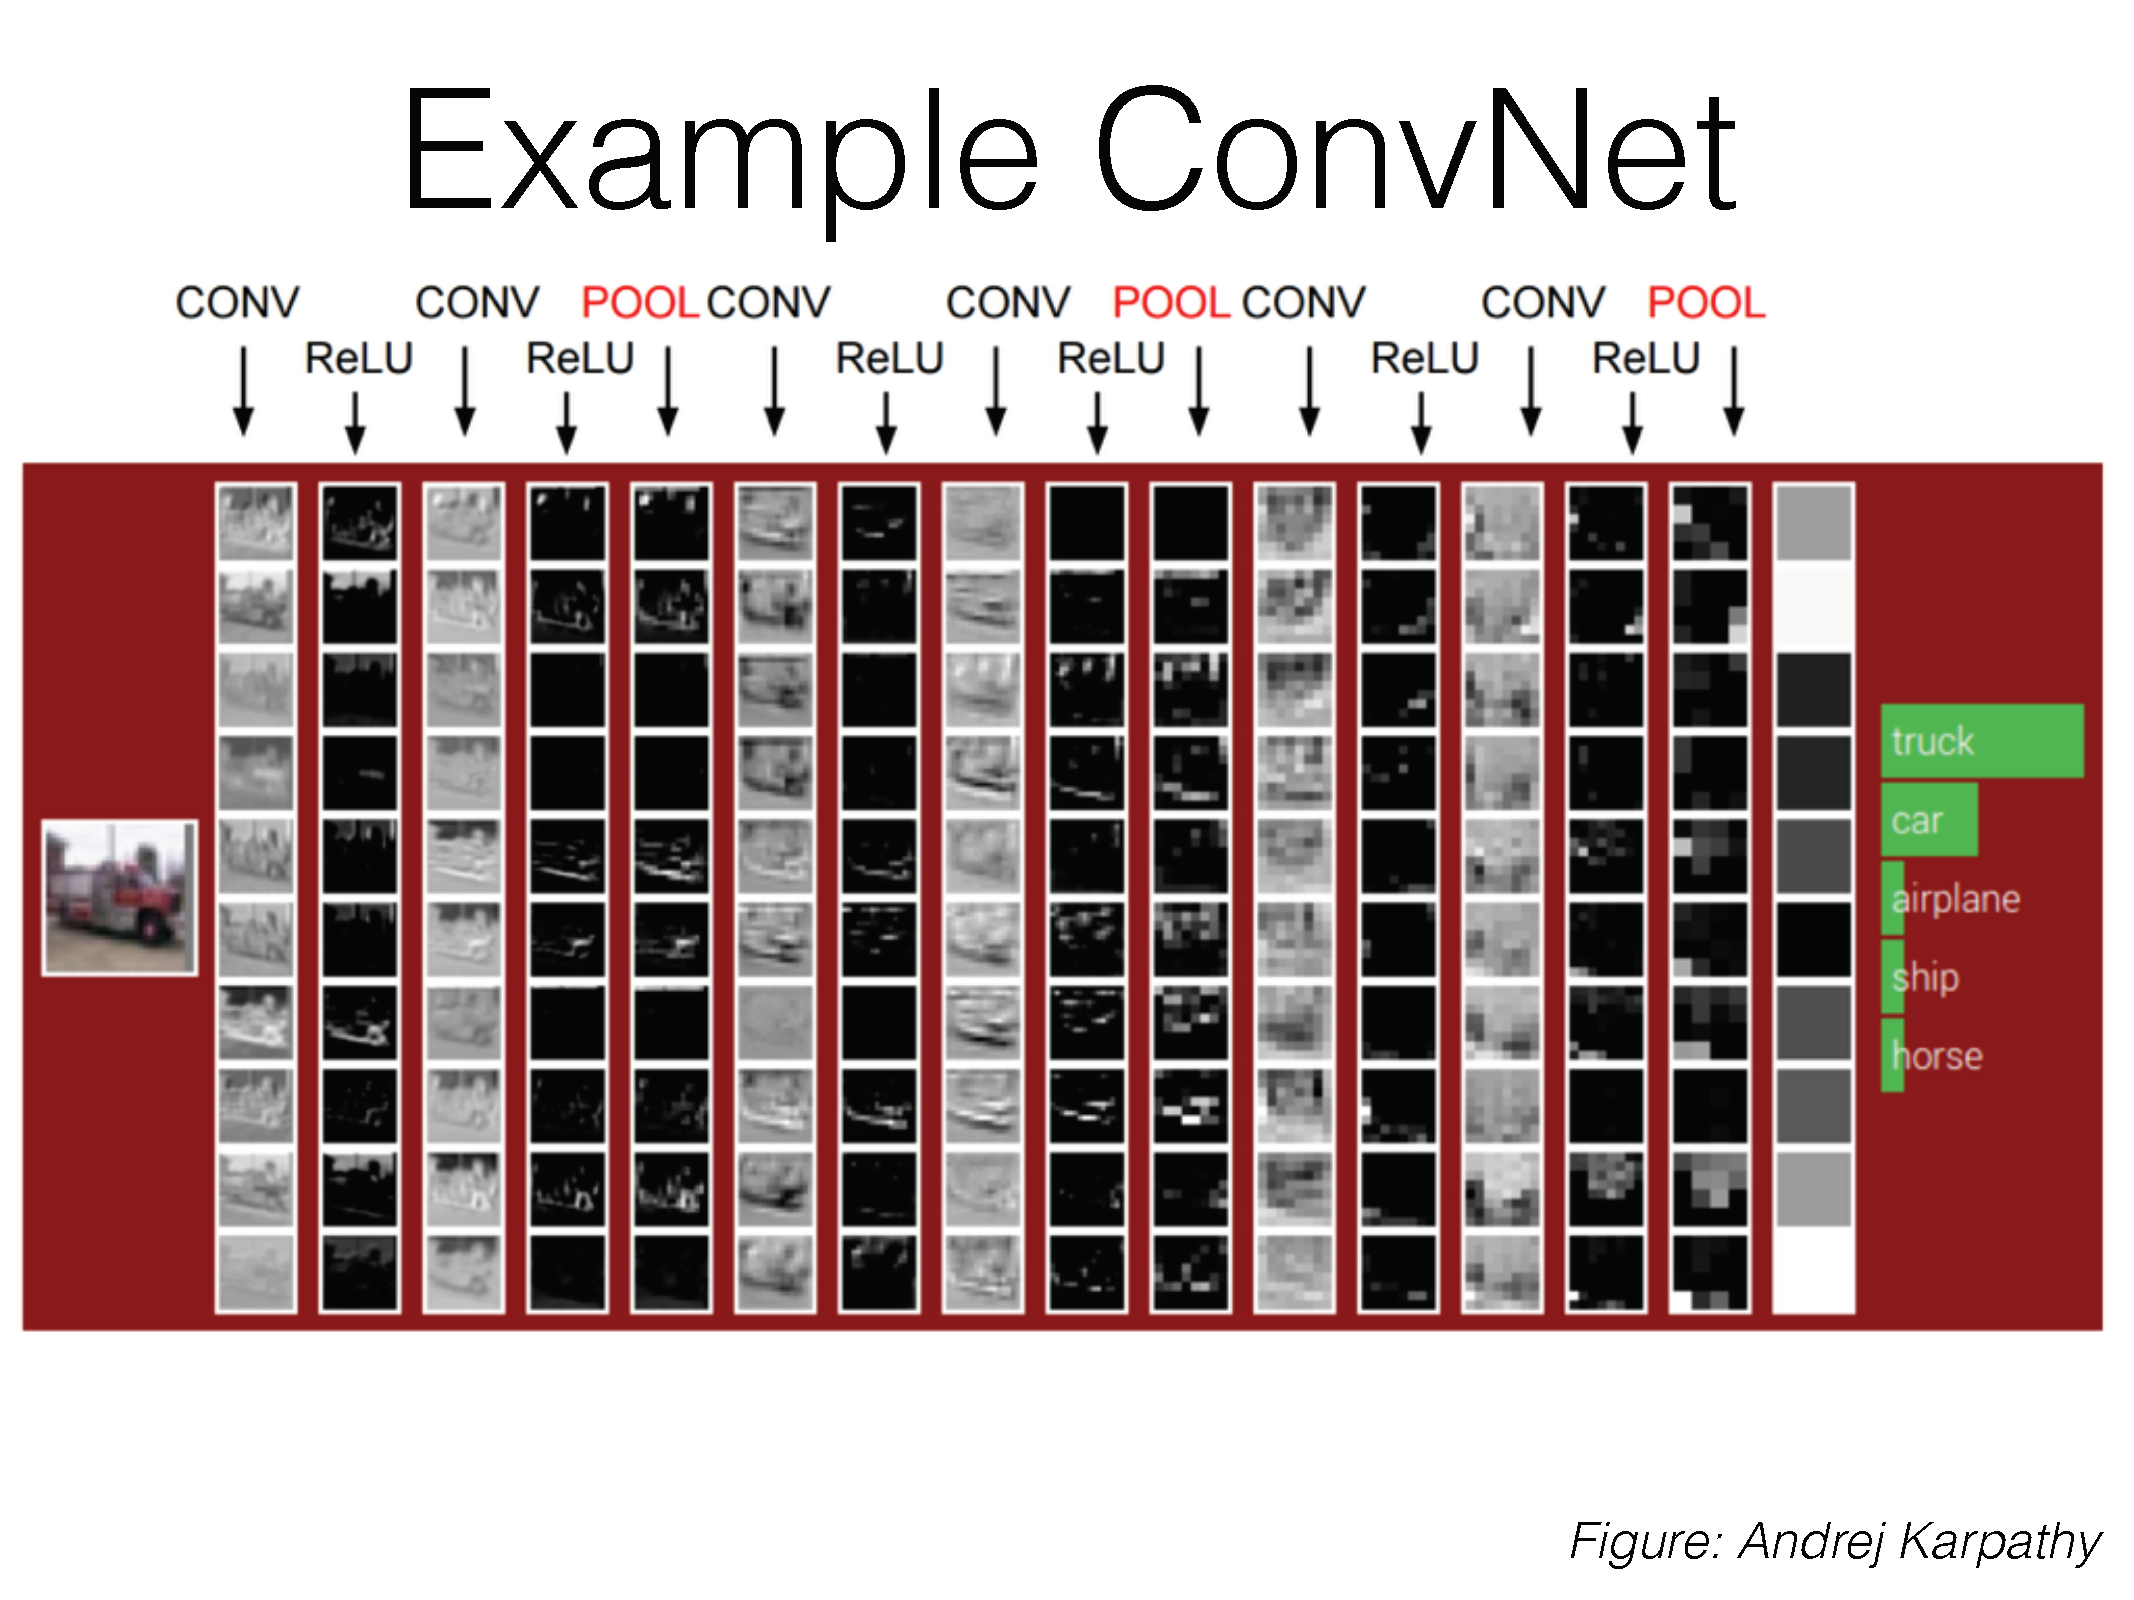 Example ConvNet
CONV CONV POOL CONV CONV POOL CONV CONV POOL
ReLU ReLU ReLU ReLU ReLU ReLU
truck
car
airplane
ship
horse
Figure: Andrej Karpathy